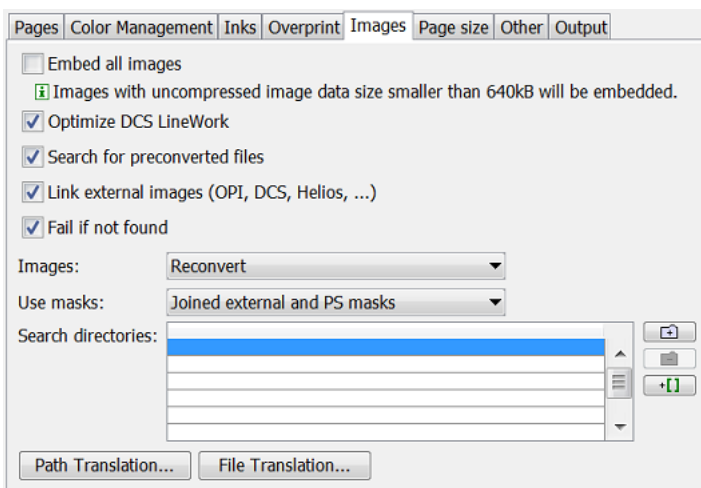 Pages Color Management Inks Overprint Images Page size Other Output
Embed all images
Images with uncompressed image data size smaller than 640kB will be embedded.
Optimize DCS LineWork
Search for preconverted files
Link external images (OPI, DCS, Helios, ...)
Fail if not found
Images: Reconvert
Use masks: Joined external and PS masks
Search directories:
+[]
Path Translation... File Translation...